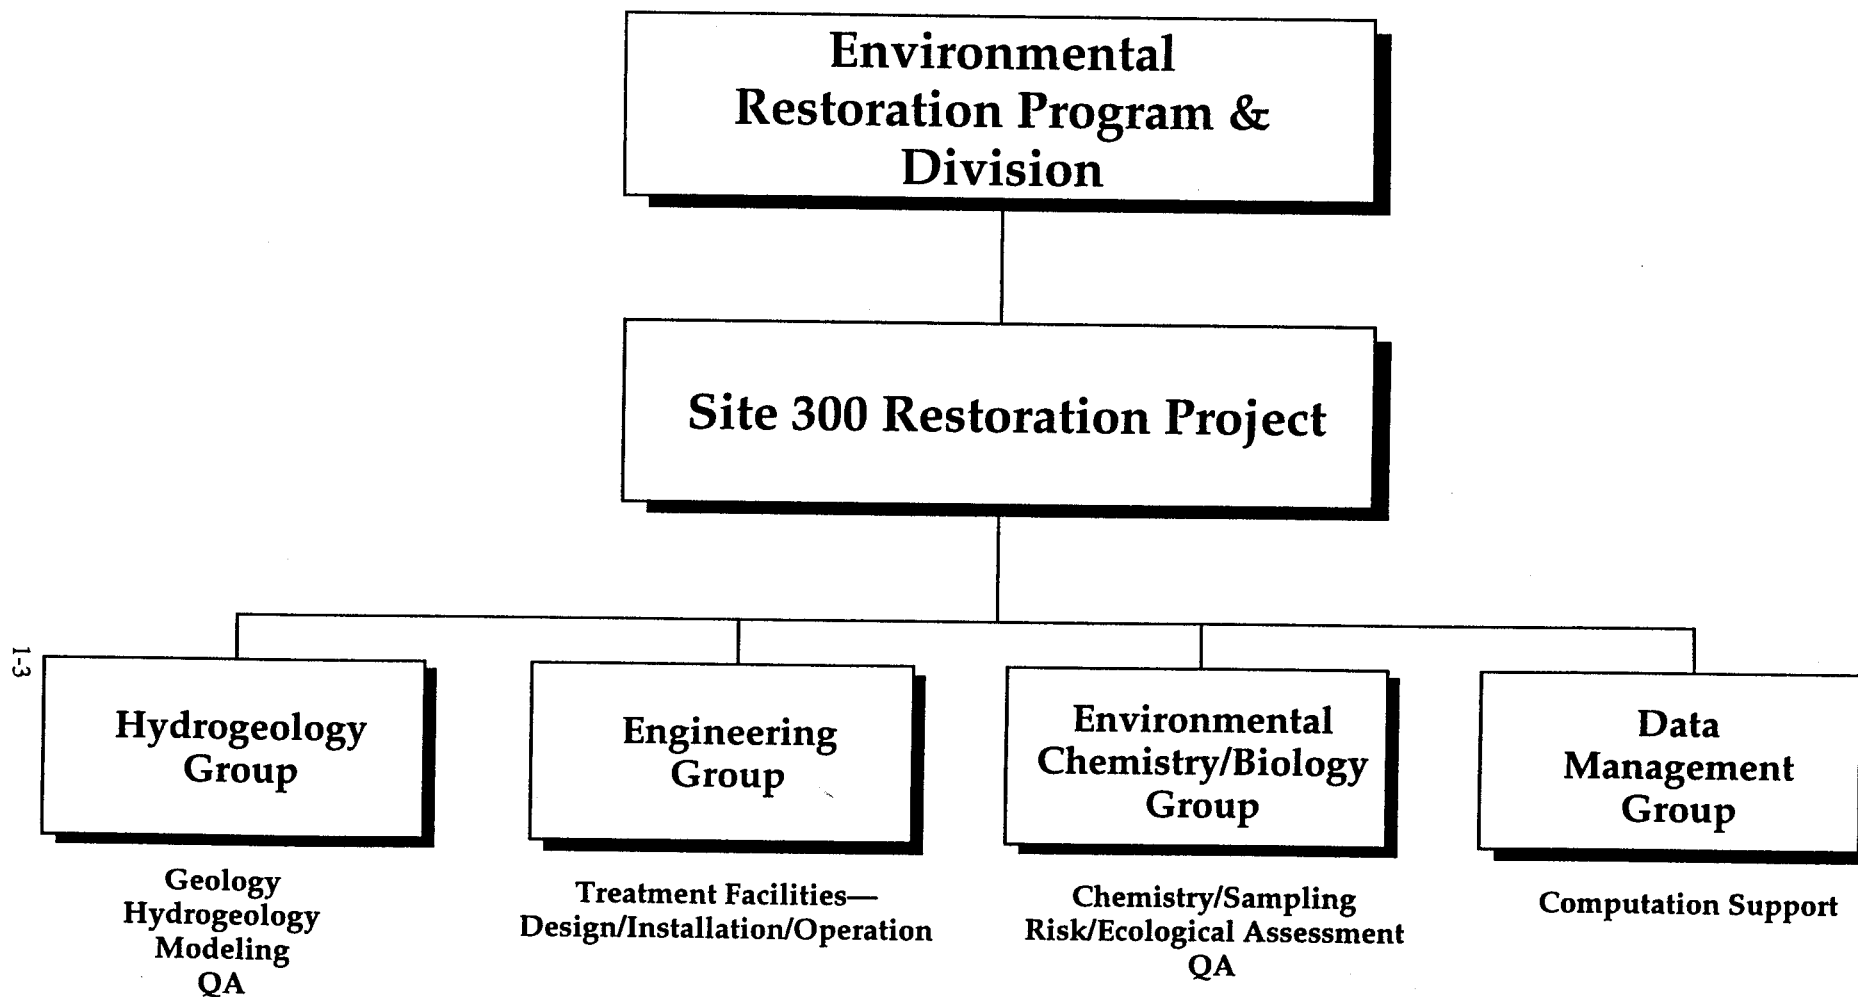 Environmental
Restoration Program &
Division
Site 300 Restoration Project
1-3
Hydrogeology
Group
Geology
Hydrogeology
Modeling
QA
Engineering
Group
Treatment Facilities—
Design/Installation/Operation
Environmental
Chemistry/Biology
Group
Chemistry/Sampling
Risk/Ecological Assessment
QA
Data
Management
Group
Computation Support